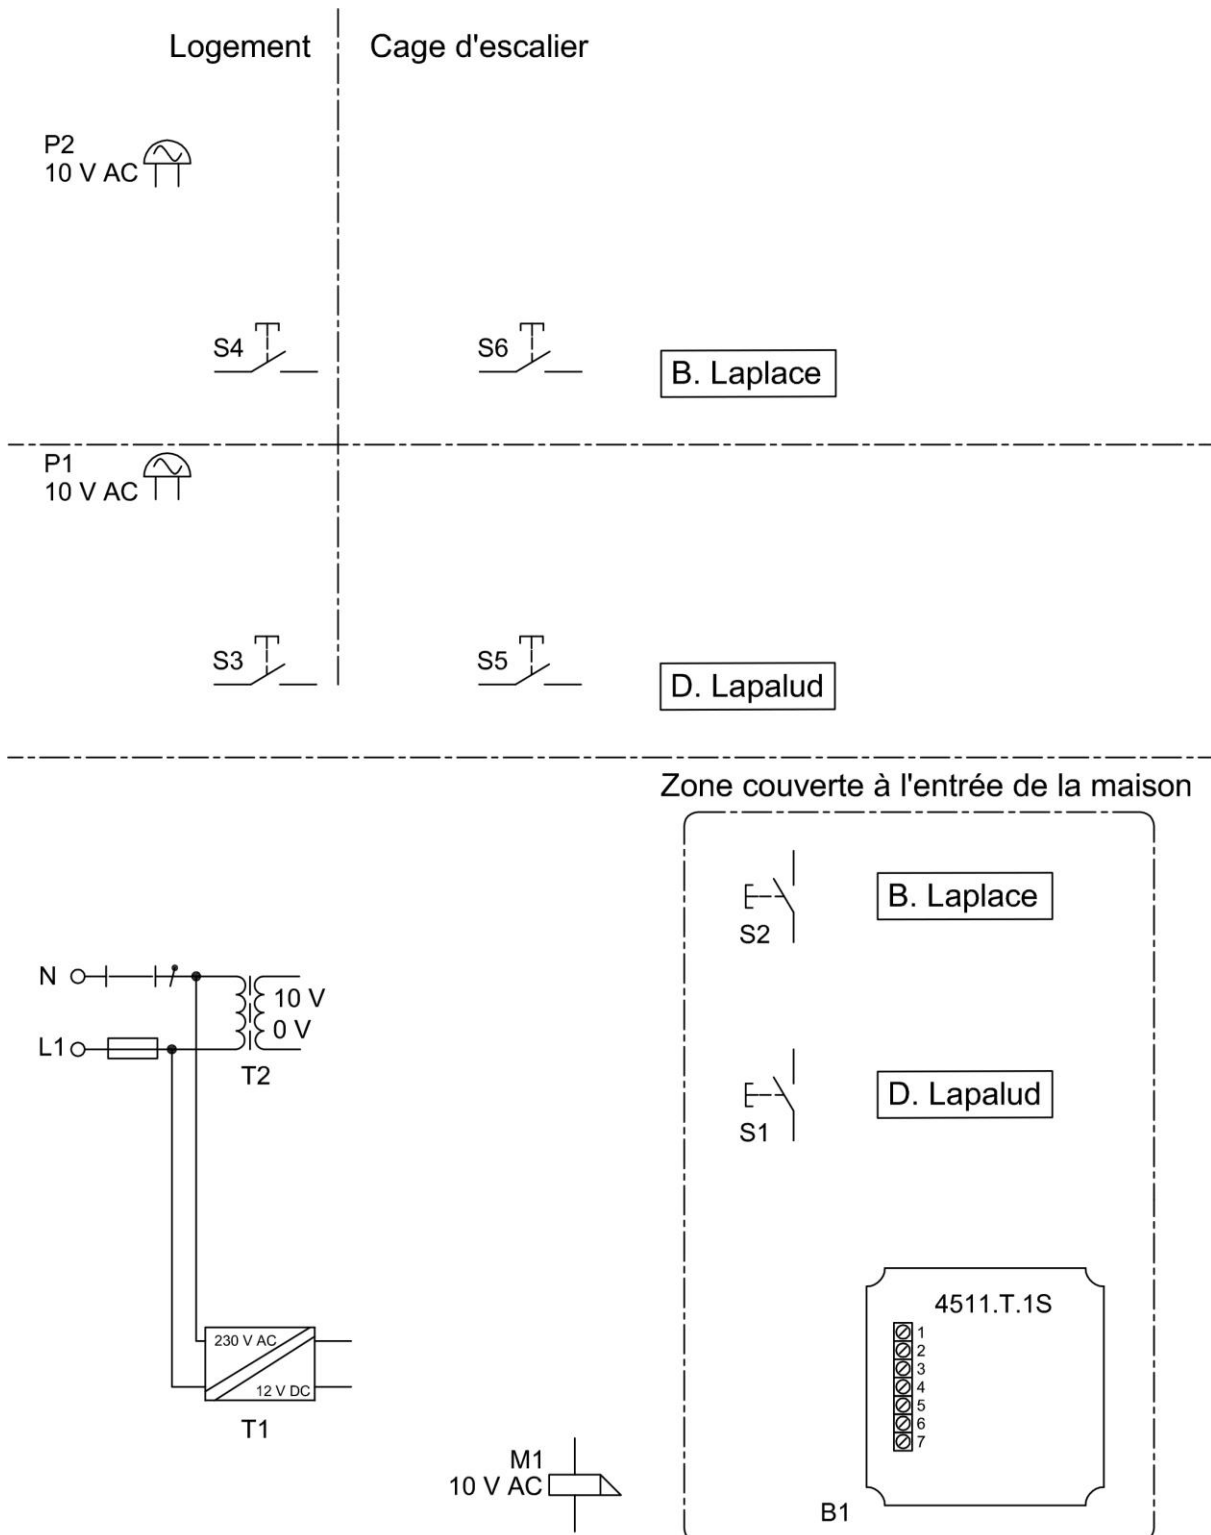 Logement
Cage d'escalier
P2
10 V AC
S4
S6
B. Laplace
P1
10 V AC
S3
S5
D. Lapalud
Zone couverte à l'entrée de la maison
B. Laplace
S2
N
10 V
0 V
L1
T2
D. Lapalud
S1
4511.T.1S
1
2
3
4
5
6
7
230 V AC
12 V DC
T1
M1
10 V AC
B1